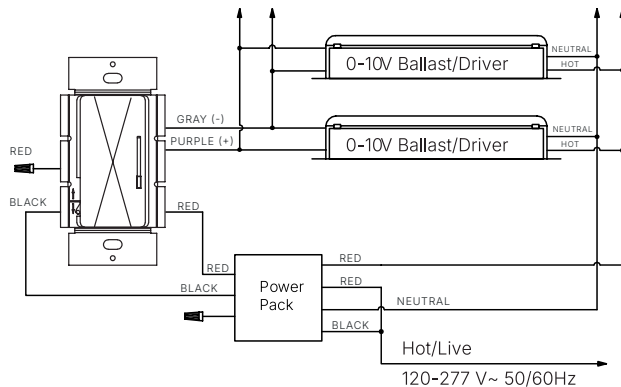 NEUTRAL
0-10V Ballast/Driver
HOT
GRAY (-)
NEUTRAL
PURPLE (+)
0-10V Ballast/Driver
HOT
RED
BLACK
RED
RED
RED
Power
Pack
RED
BLACK
NEUTRAL
BLACK
Hot/Live
120-277 V~ 50/60Hz